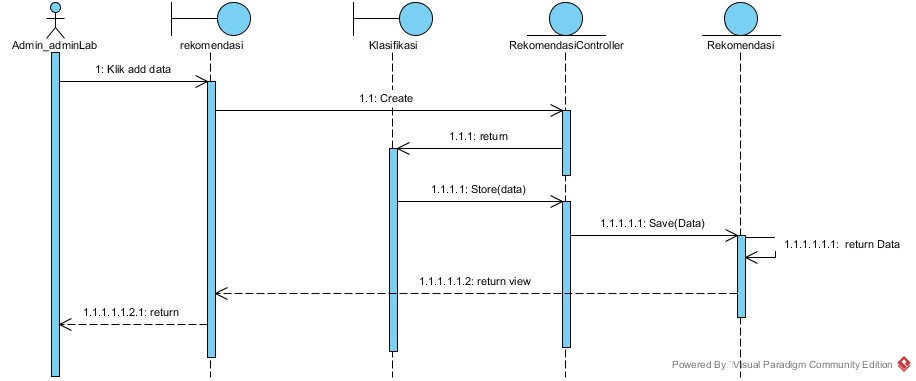 Admin_adminLab
rekomendasi
Klasifikasi
RekomendasiController
Rekomendasi
1: Klik add data
1.1: Create
1.1.1: return
1.1.1.1: Store(data)
1.1.1.1.1: Save(Data)
1.1.1.1.1.1: return Data
1.1.1.1.1.2: return view
1.1.1.1.1.2.1: return
Powered By Visual Paradigm Community Edition